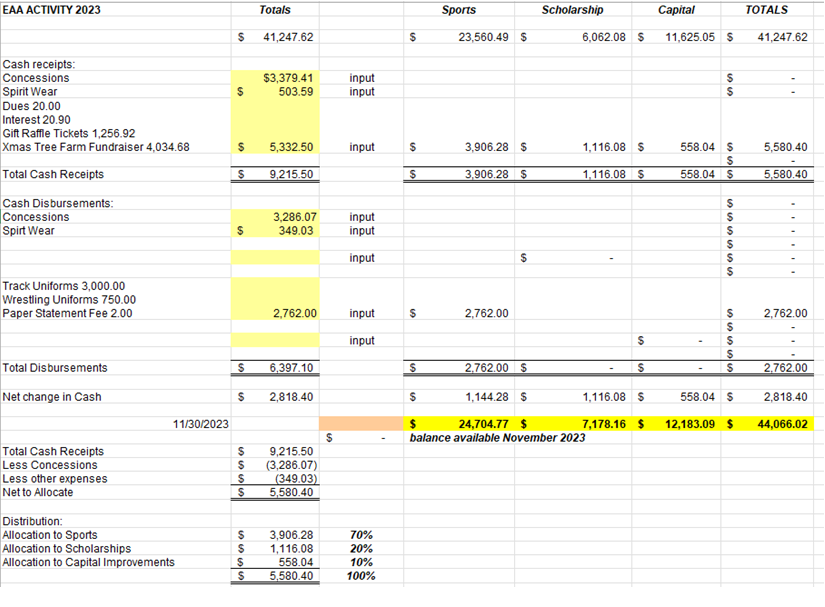 EAA ACTIVITY 2023 Totals Sports Scholarship Capital TOTALS
$ 41,247.62 $ 23,560.49 $ 6,062.08 $ 11,625.05 $ 41,247.62
Cash receipts:
Concessions $3,379.41 input $ -
Spirit Wear $ 503.59 input $ -
Dues 20.00
Interest 20.90
Gift Raffle Tickets 1,256.92
Xmas Tree Farm Fundraiser 4,034.68 $ 5,332.50 input $ 3,906.28 $ 1,116.08 $ 558.04 $ 5,580.40
$ -
Total Cash Receipts $ 9,215.50 $ 3,906.28 $ 1,116.08 $ 558.04 $ 5,580.40
Cash Disbursements: $ -
Concessions 3,286.07 input $ -
Spirt Wear $ 349.03 input $ -
$ -
input $ - $ -
$ -
Track Uniforms 3,000.00
Wrestling Uniforms 750.00
Paper Statement Fee 2.00 2,762.00 input $ 2,762.00 $ 2,762.00
$ -
input $ - $ -
$ -
Total Disbursements $ 6,397.10 $ 2,762.00 $ - $ - $ 2,762.00
Net change in Cash $ 2,818.40 $ 1,144.28 $ 1,116.08 $ 558.04 $ 2,818.40
11/30/2023 $ 24,704.77 $ 7,178.16 $ 12,183.09 $ 44,066.02
$ - balance available November 2023
Total Cash Receipts $ 9,215.50
Less Concessions $ (3,286.07)
Less other expenses $ (349.03)
Net to Allocate $ 5,580.40
Distribution:
Allocation to Sports $ 3,906.28 70%
Allocation to Scholarships $ 1,116.08 20%
Allocation to Capital Improvements $ 558.04 10%
$ 5,580.40 100%